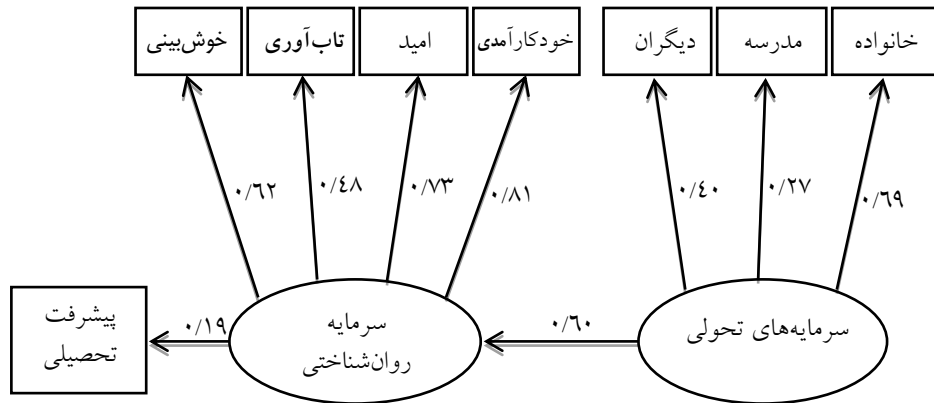 خانواده
مدرسه
دیگران
خودکارآمدی
امید
تاب‌آوری
خوش‌بینی
۰/۶۹
۰/۲۷
۰/۴۰
۰/۸۱
۰/۷۳
۰/۴۸
۰/۶۲
سرمایه‌های تحولی
۰/۶۰
سرمایه
روان‌شناختی
۰/۱۹
پیشرفت
تحصیلی